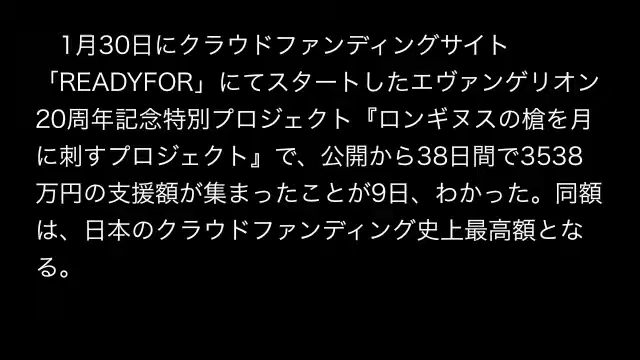 1月30日にクラウドファンディングサイト
「READYFOR」にてスタートしたエヴァンゲリオン
20周年記念特別プロジェクト『ロンギヌスの槍を月
に刺すプロジェクト』で、公開から38日間で3538
万円の支援額が集まったことが9日、わかった。同額
は、日本のクラウドファンディング史上最高額とな
る。